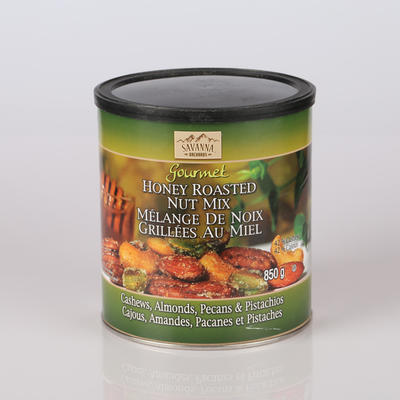 SAVANNA
ORCHARDS
Gourmet
HONEY ROASTED
NUT MIX
MÉLANGE DE NOIX
GRILLÉES AU MIEL
850 g
Cashews, Almonds, Pecans & Pistachios
Cajous, Amandes, Pacanes et Pistaches